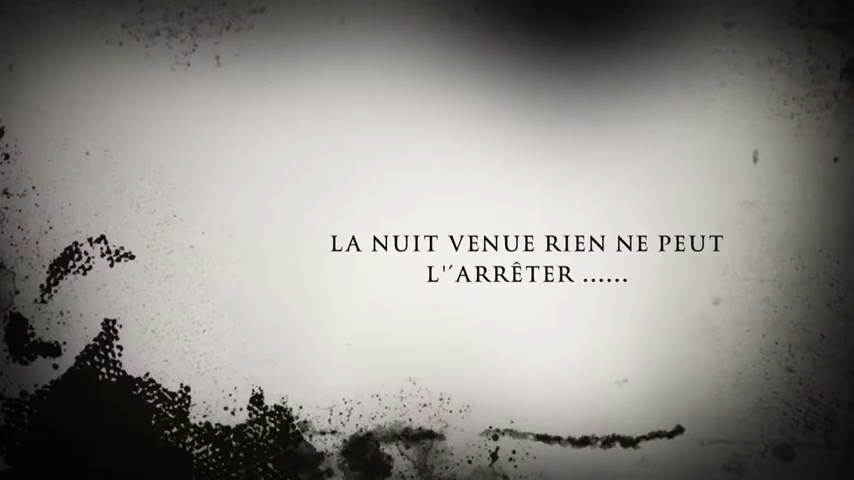 LA NUIT VENUE RIEN NE PEUT
L'´ARRÊTER ......